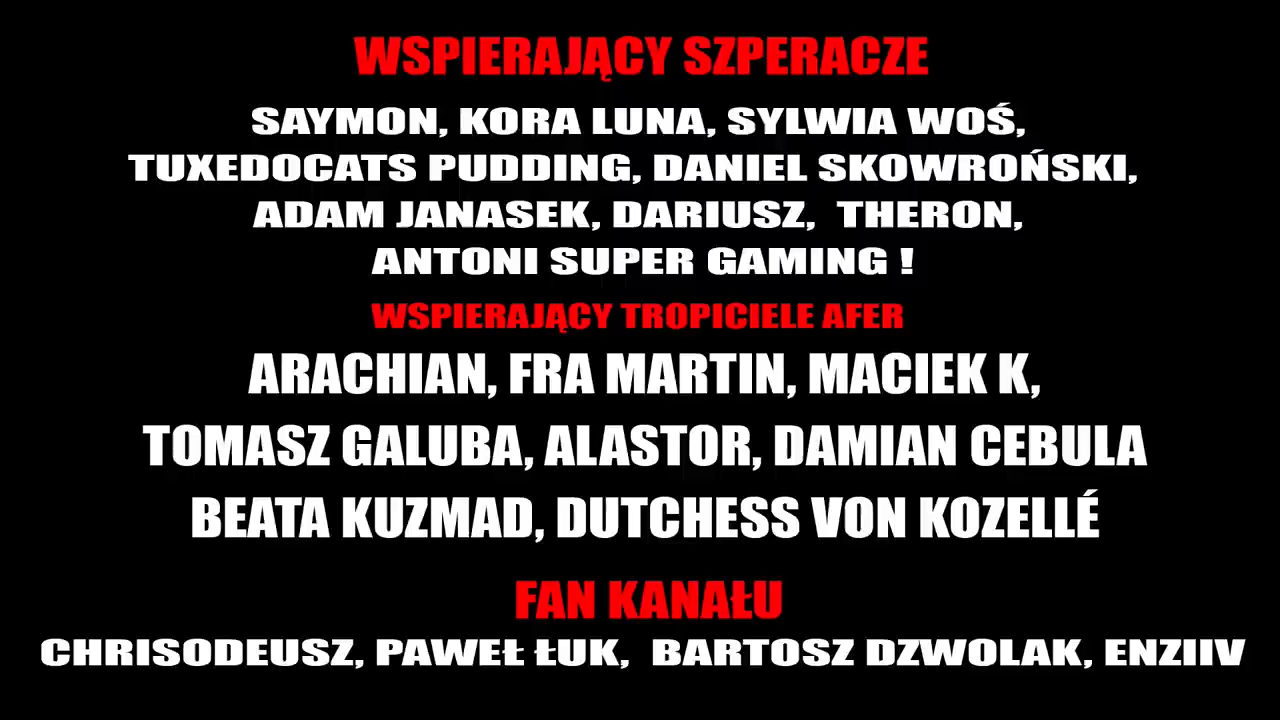 WSPIERAJĄCY SZPERACZE
SAYMON, KORA LUNA, SYLWIA WOŚ,
TUXEDOCATS PUDDING, DANIEL SKOWROŃSKI,
ADAM JANASEK, DARIUSZ, THERON,
ANTONI SUPER GAMING !
WSPIERAJĄCY TROPICIELE AFER
ARACHIAN, FRA MARTIN, MACIEK K,
TOMASZ GALUBA, ALASTOR, DAMIAN CEBULA
BEATA KUZMAD, DUTCHESS VON KOZELLÉ
FAN KANAŁU
CHRISODEUSZ, PAWEŁ ŁUK, BARTOSZ DZWOLAK, ENZIIV